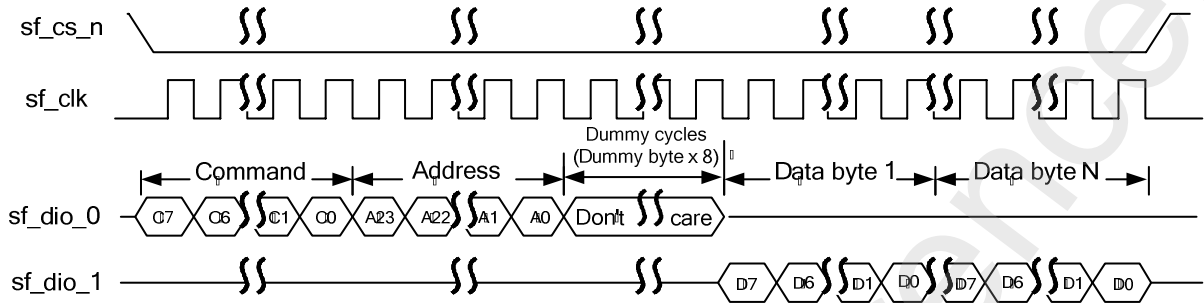 sf_cs_n
sf_clk
Dummy cycles
(Dummy byte x 8)
Command Address Data byte 1 Data byte N
sf_dio_0 C7 C6 C1 C0 A23 A22 A1 A0 Don't care
sf_dio_1 D7 D6 D1 D0 D7 D6 D1 D0